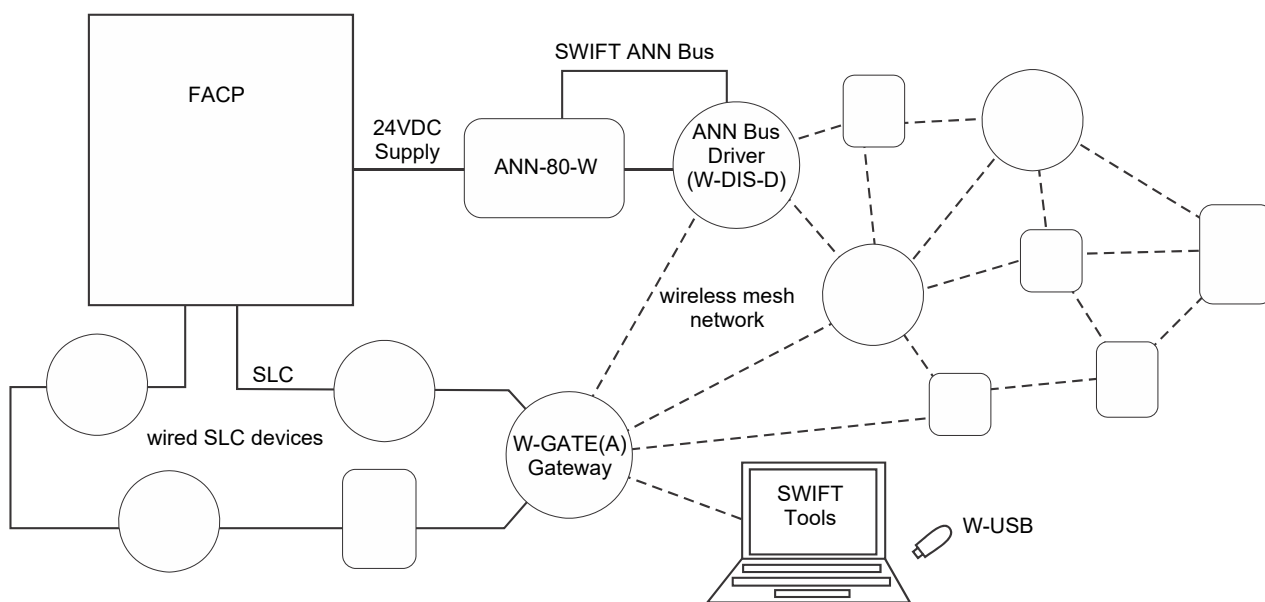 SWIFT ANN Bus
FACP
24VDC
Supply
ANN-80-W
ANN Bus
Driver
(W-DIS-D)
wireless mesh
network
SLC
wired SLC devices
W-GATE(A)
Gateway
SWIFT
Tools
W-USB